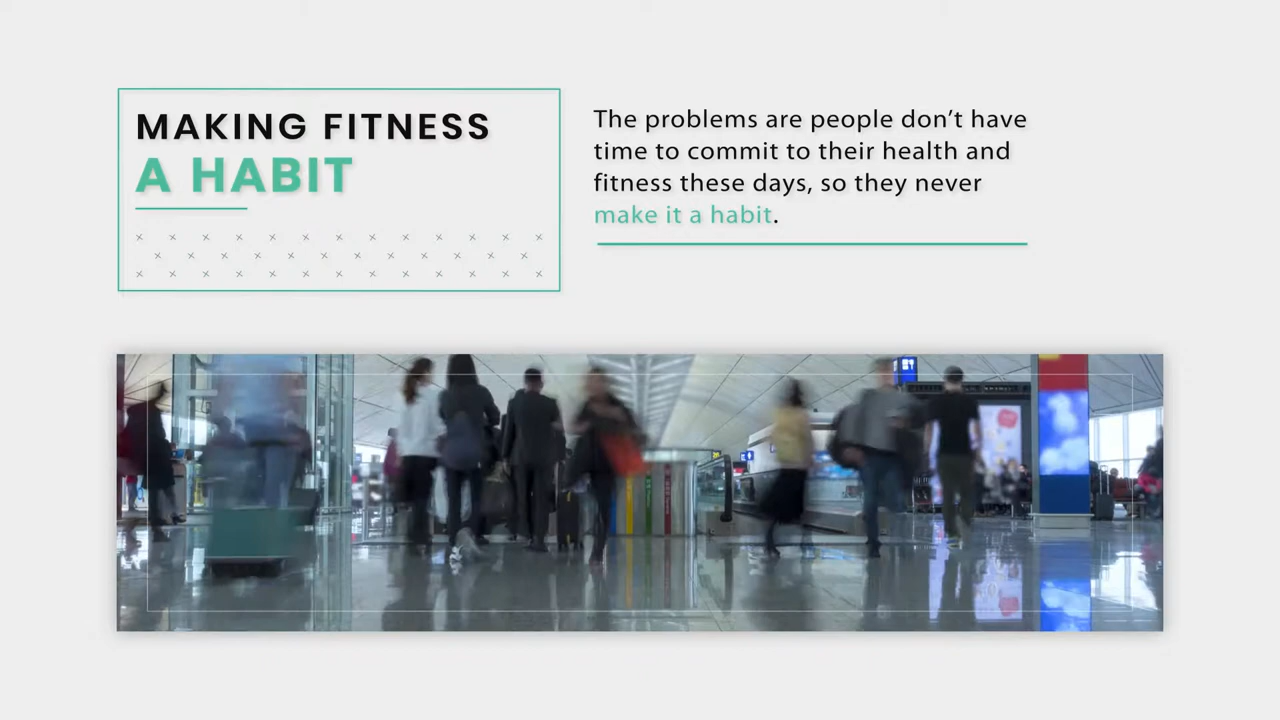 MAKING FITNESS
A HABIT
The problems are people don’t have
time to commit to their health and
fitness these days, so they never
make it a habit.